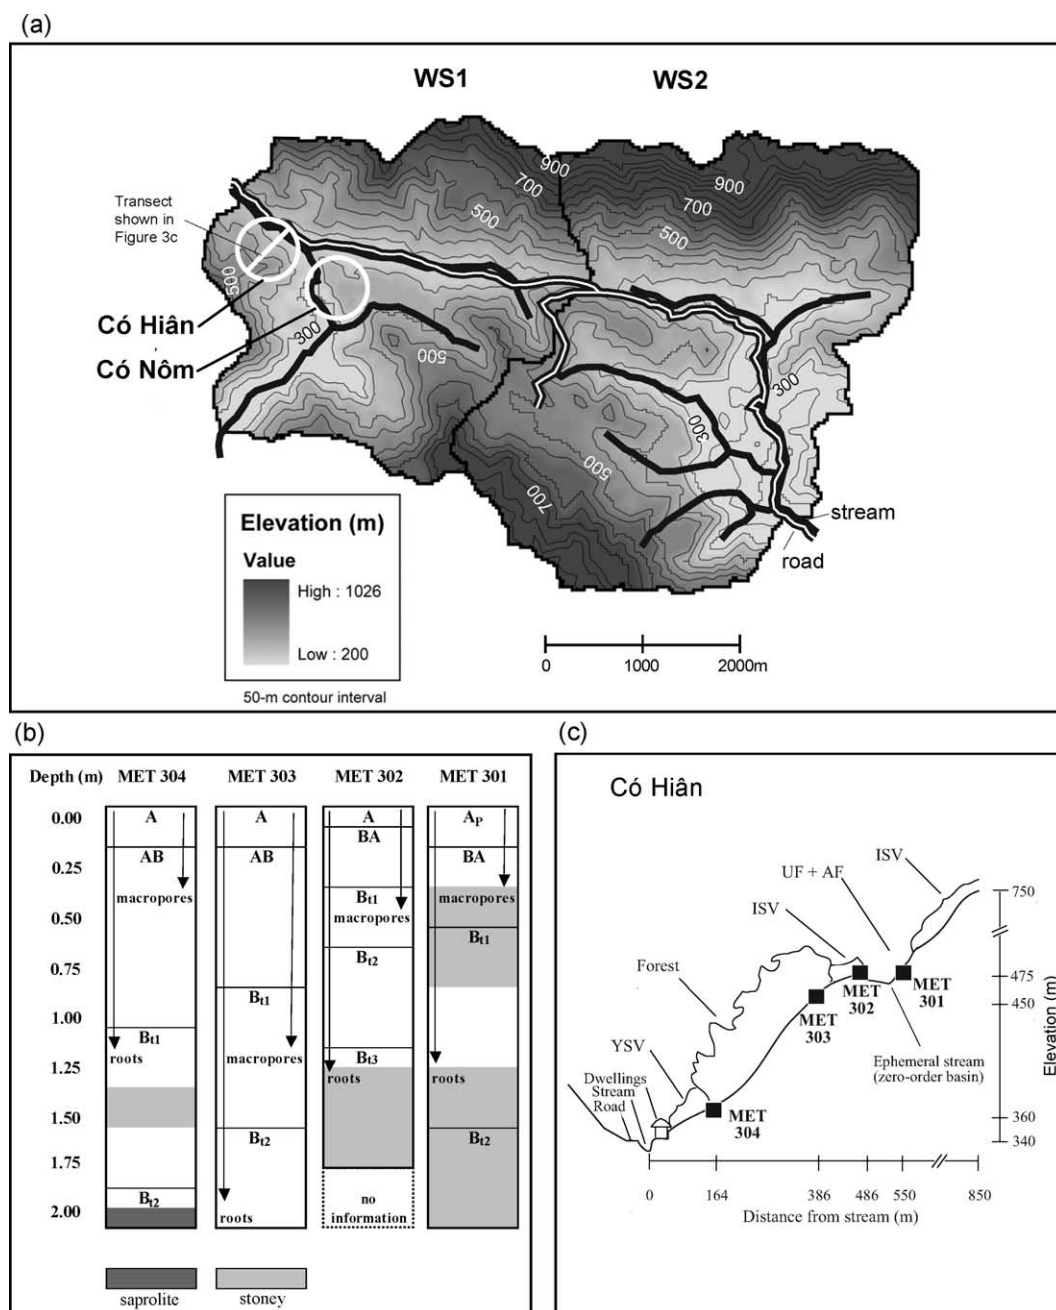 (a)
WS1
WS2
900
700
500
900
700
500
Transect
shown in
Figure 3c
500
Có Hiân
300
Có Nôm
500
300
300
500
700
stream
road
Elevation (m)
Value
High : 1026
Low : 200
50-m contour interval
0 1000 2000m
(b)
Depth (m) MET 304 MET 303 MET 302 MET 301
0.00
0.25
0.50
0.75
1.00
1.25
1.50
1.75
2.00
A
AB
macropores
Bt1
roots
Bt2
A
AB
Bt1
macropores
Bt2
roots
A
BA
Bt1
macropores
Bt2
Bt3
roots
no
information
AP
BA
macropores
Bt1
roots
Bt2
saprolite
stoney
(c)
Có Hiân
ISV
UF + AF
ISV
Forest
YSV
Dwellings
Stream
Road
MET
304
MET
303
MET
302
MET
301
Ephemeral stream
(zero-order basin)
750
475
450
360
340
Elevation (m)
0 164 386 486 550 850
Distance from stream (m)